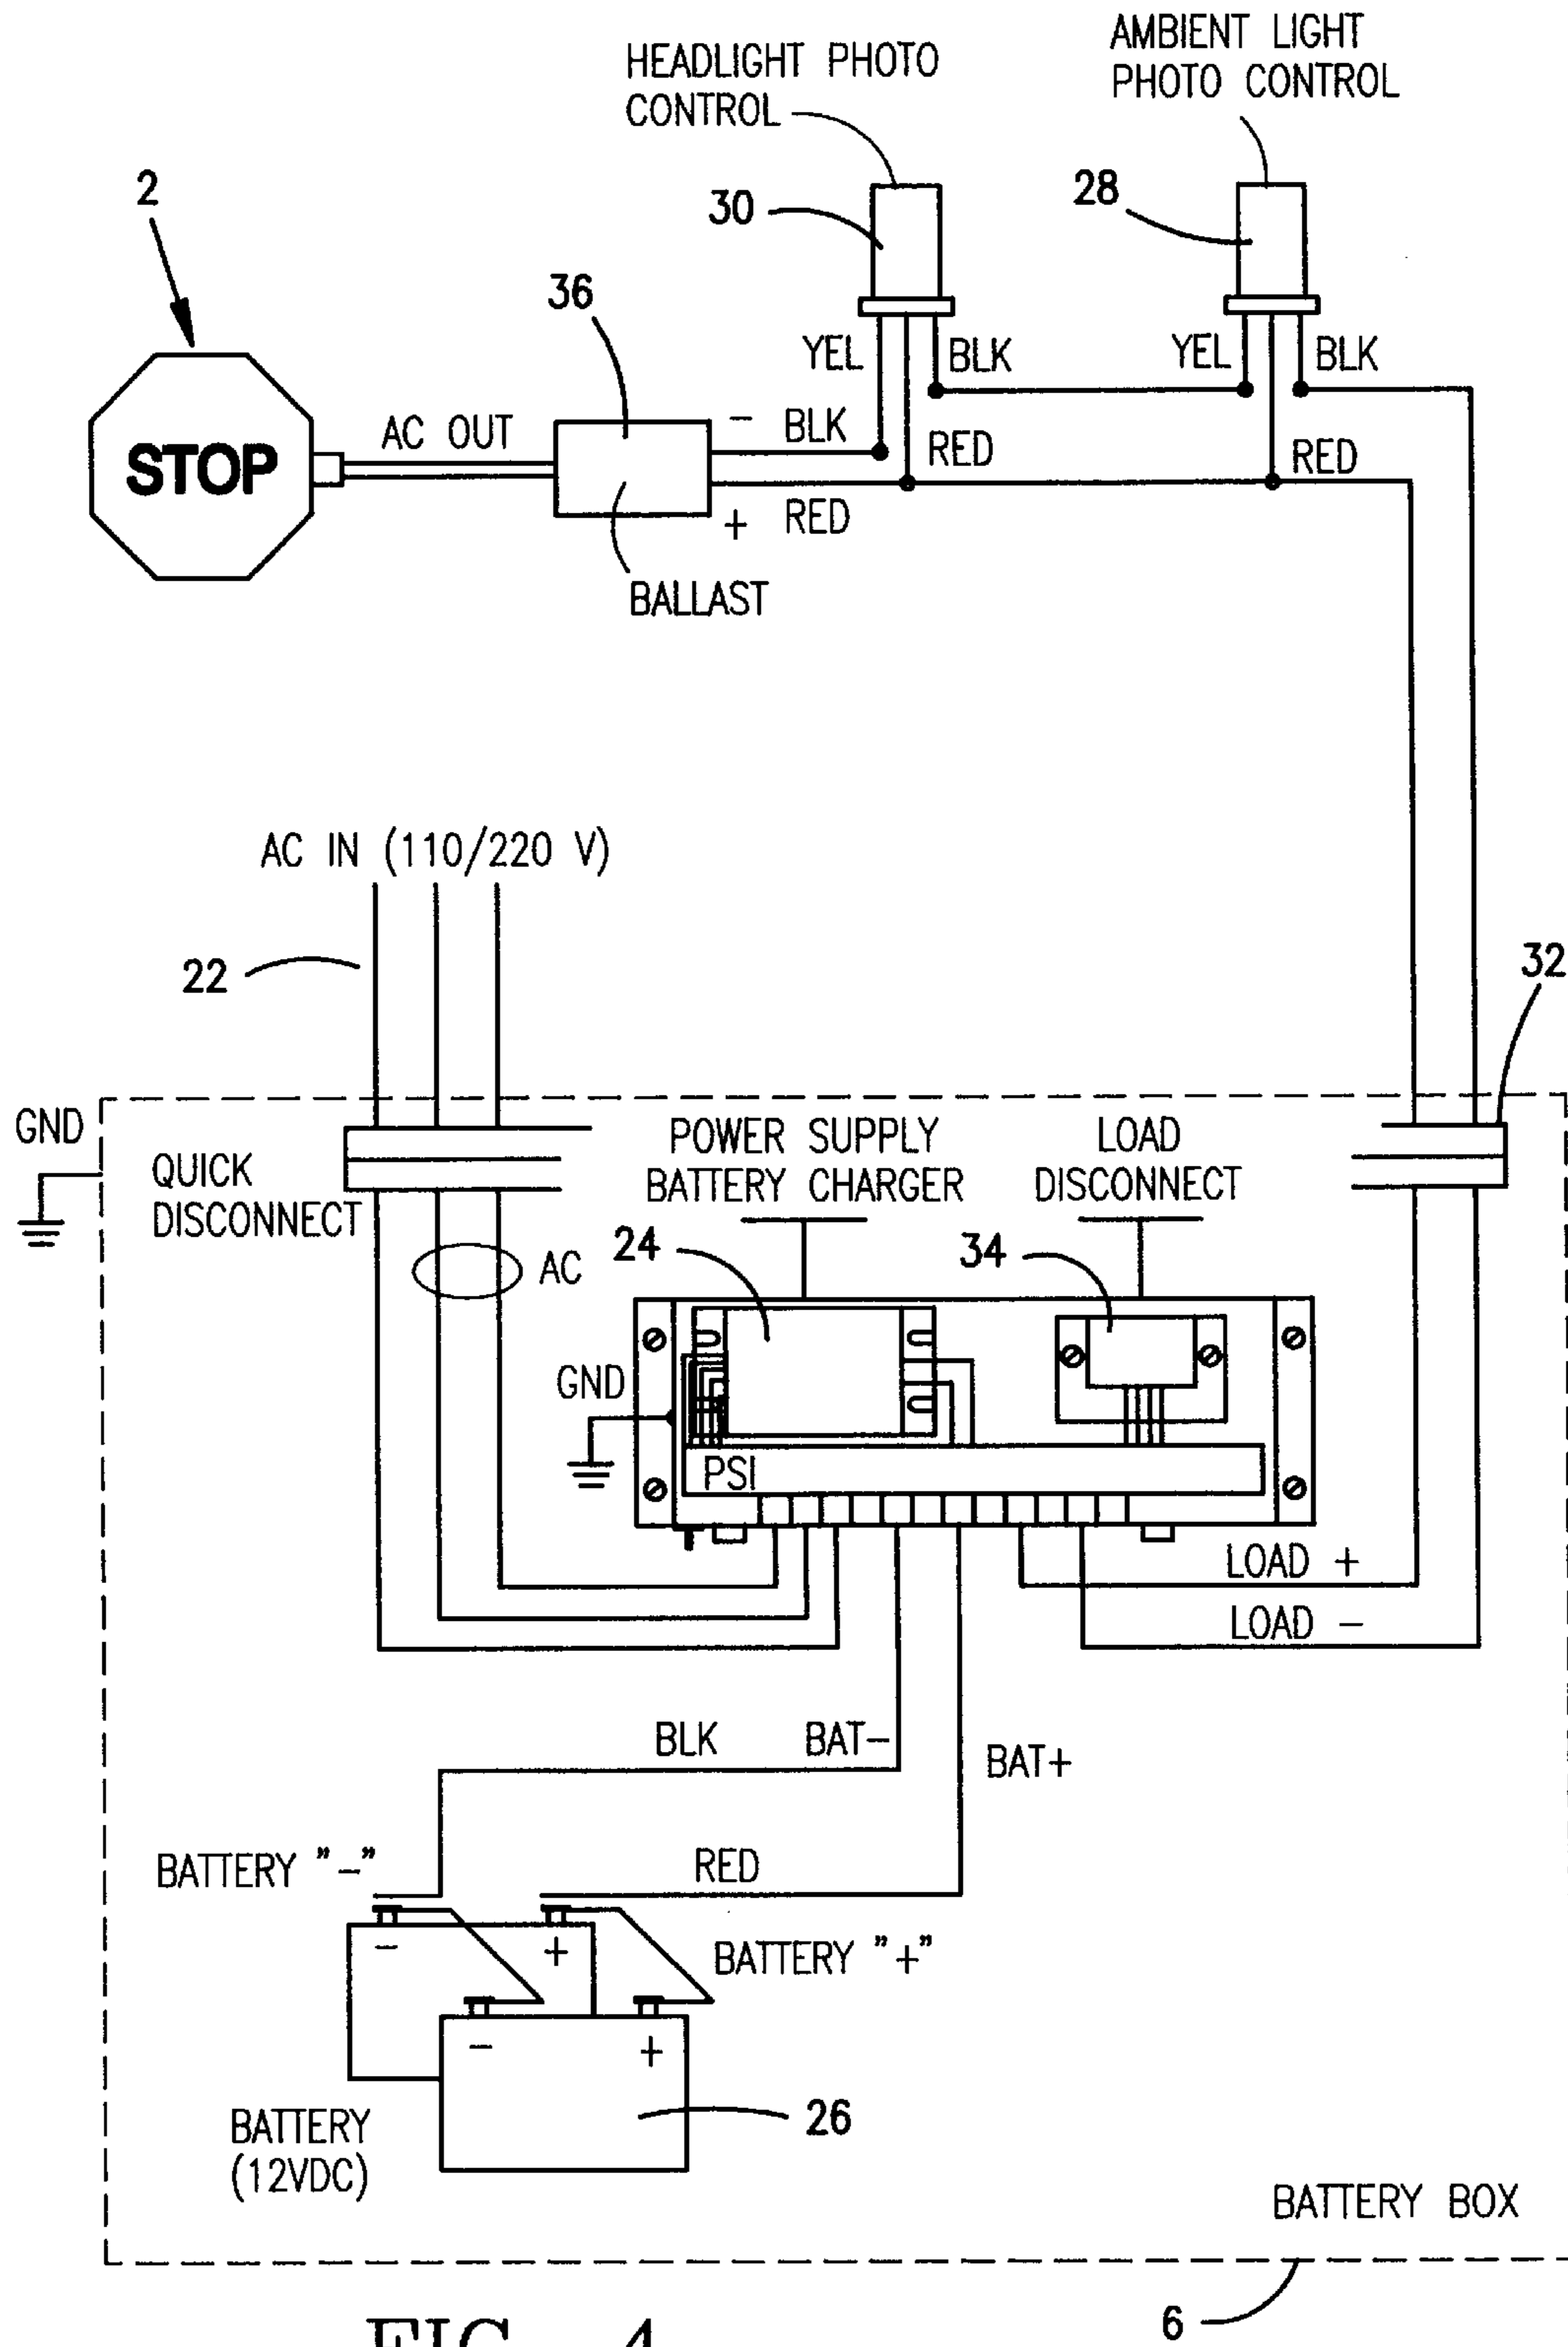 HEADLIGHT PHOTO
CONTROL
AMBIENT LIGHT
PHOTO CONTROL
2
30
28
36
YEL
BLK
YEL
BLK
STOP
AC OUT
-
BLK
RED
RED
+
RED
BALLAST
AC IN (110/220 V)
22
32
GND
QUICK
DISCONNECT
POWER SUPPLY
BATTERY CHARGER
LOAD
DISCONNECT
24
34
AC
GND
PSI
LOAD +
LOAD -
BLK
BAT-
BAT+
BATTERY "-"
RED
-
+
BATTERY "+"
-
+
BATTERY
(12VDC)
26
BATTERY BOX
6
FIG. 4